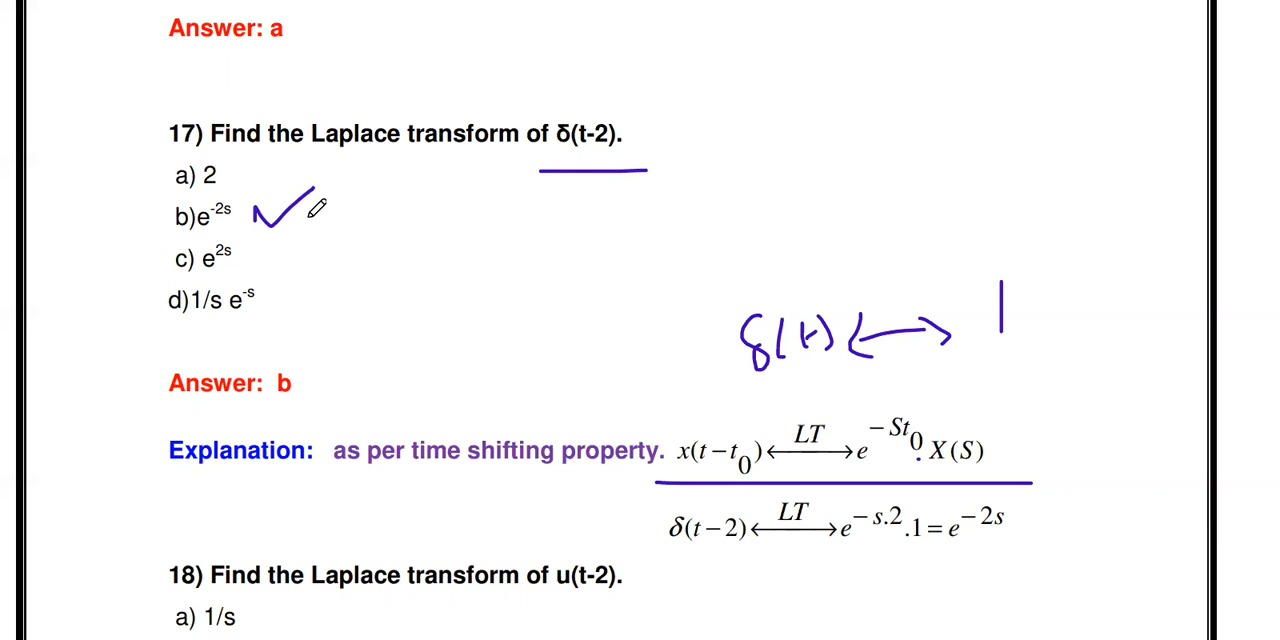 Answer: a
17) Find the Laplace transform of δ(t-2).
a) 2
b)e⁻²ˢ
c) e²ˢ
d)1/s e⁻ˢ
δ(t) ⟷ 1
Answer: b
Explanation: as per time shifting property. x(t−t₀) ⟷ LT e^−St₀ . X(S)
δ(t−2) ⟷ LT e^−s.2 .1 = e^−2s
18) Find the Laplace transform of u(t-2).
a) 1/s